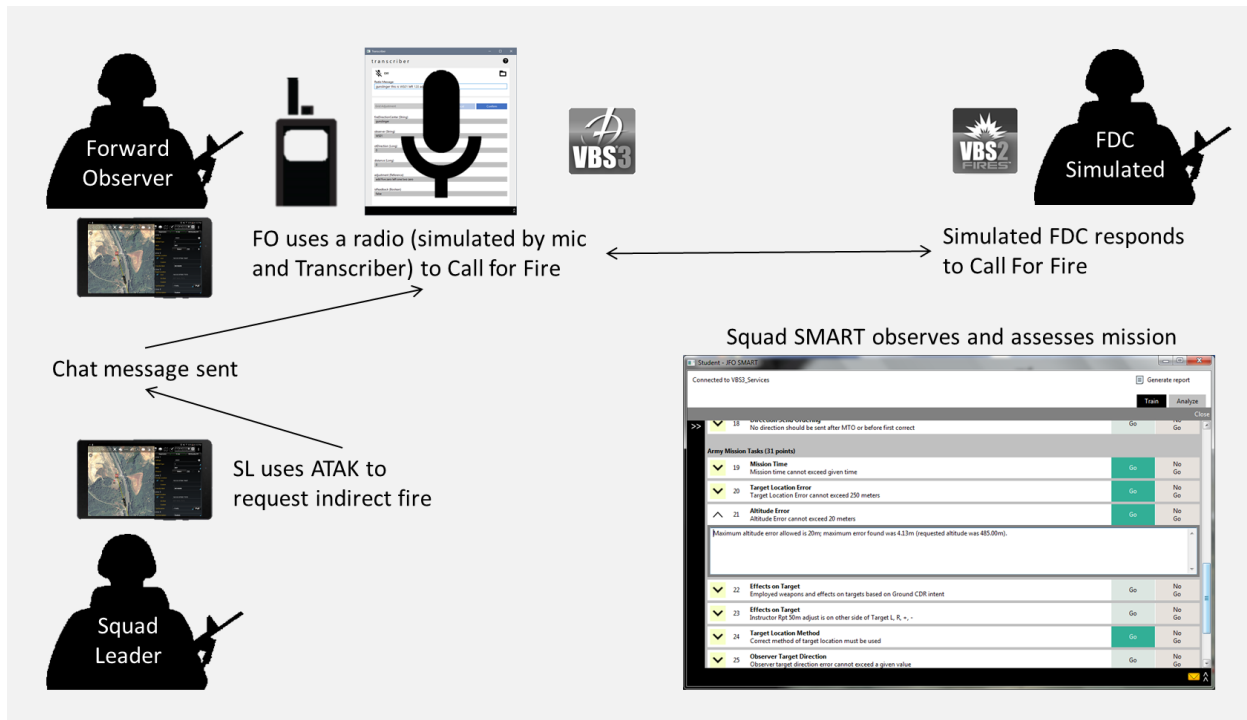 Forward
Observer
transcriber
VBS3
VBS2
FIRES
FDC
Simulated
FO uses a radio (simulated by mic
and Transcriber) to Call for Fire
Simulated FDC responds
to Call For Fire
Chat message sent
SL uses ATAK to
request indirect fire
Squad
Leader
Squad SMART observes and assesses mission
Student - JFO SMART
Connected to VBS3_Services
Generate report
Train Analyze
Close
>> 18 Direction Send Ordering Go No Go
No direction should be sent after MTO or before first correct
Army Mission Tasks (31 points)
19 Mission Time Go No Go
Mission time cannot exceed given time
20 Target Location Error Go No Go
Target Location Error cannot exceed 250 meters
21 Altitude Error Go No Go
Altitude Error cannot exceed 20 meters
Maximum altitude error allowed is 20m; maximum error found was 4.13m (requested altitude was 485.00m).
22 Effects on Target Go No Go
Employed weapons and effects on targets based on Ground CDR intent
23 Effects on Target Go No Go
Instructor Rpt 50m adjust is on other side of Target L, R, +, -
24 Target Location Method Go No Go
Correct method of target location must be used
25 Observer Target Direction Go No Go
Observer target direction error cannot exceed a given value